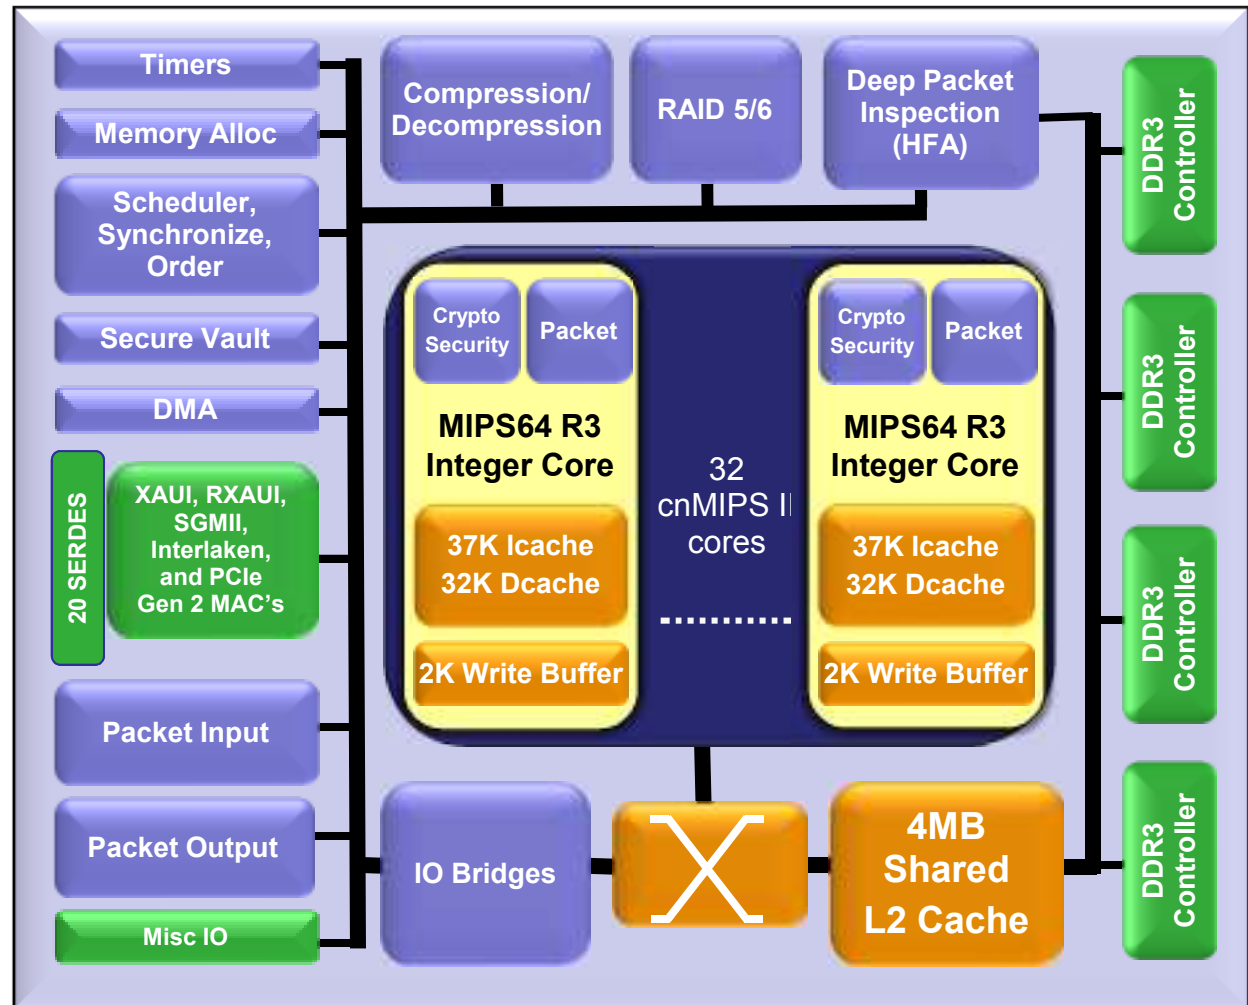 Timers
Memory Alloc
Scheduler,
Synchronize,
Order
Secure Vault
DMA
20 SERDES
XAUI, RXAUI,
SGMII,
Interlaken,
and PCIe
Gen 2 MAC's
Packet Input
Packet Output
Misc IO
Compression/
Decompression
RAID 5/6
Deep Packet
Inspection
(HFA)
Crypto
Security
Packet
MIPS64 R3
Integer Core
37K Icache
32K Dcache
2K Write Buffer
32
cnMIPS II
cores
Crypto
Security
Packet
MIPS64 R3
Integer Core
37K Icache
32K Dcache
2K Write Buffer
IO Bridges
4MB
Shared
L2 Cache
DDR3
Controller
DDR3
Controller
DDR3
Controller
DDR3
Controller